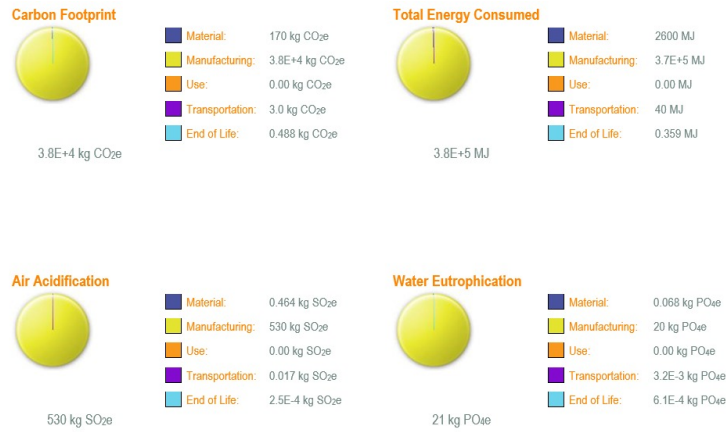 Carbon Footprint
Material: 170 kg CO2e
Manufacturing: 3.8E+4 kg CO2e
Use: 0.00 kg CO2e
Transportation: 3.0 kg CO2e
End of Life: 0.488 kg CO2e
3.8E+4 kg CO2e
Total Energy Consumed
Material: 2600 MJ
Manufacturing: 3.7E+5 MJ
Use: 0.00 MJ
Transportation: 40 MJ
End of Life: 0.359 MJ
3.8E+5 MJ
Air Acidification
Material: 0.464 kg SO2e
Manufacturing: 530 kg SO2e
Use: 0.00 kg SO2e
Transportation: 0.017 kg SO2e
End of Life: 2.5E-4 kg SO2e
530 kg SO2e
Water Eutrophication
Material: 0.068 kg PO4e
Manufacturing: 20 kg PO4e
Use: 0.00 kg PO4e
Transportation: 3.2E-3 kg PO4e
End of Life: 6.1E-4 kg PO4e
21 kg PO4e